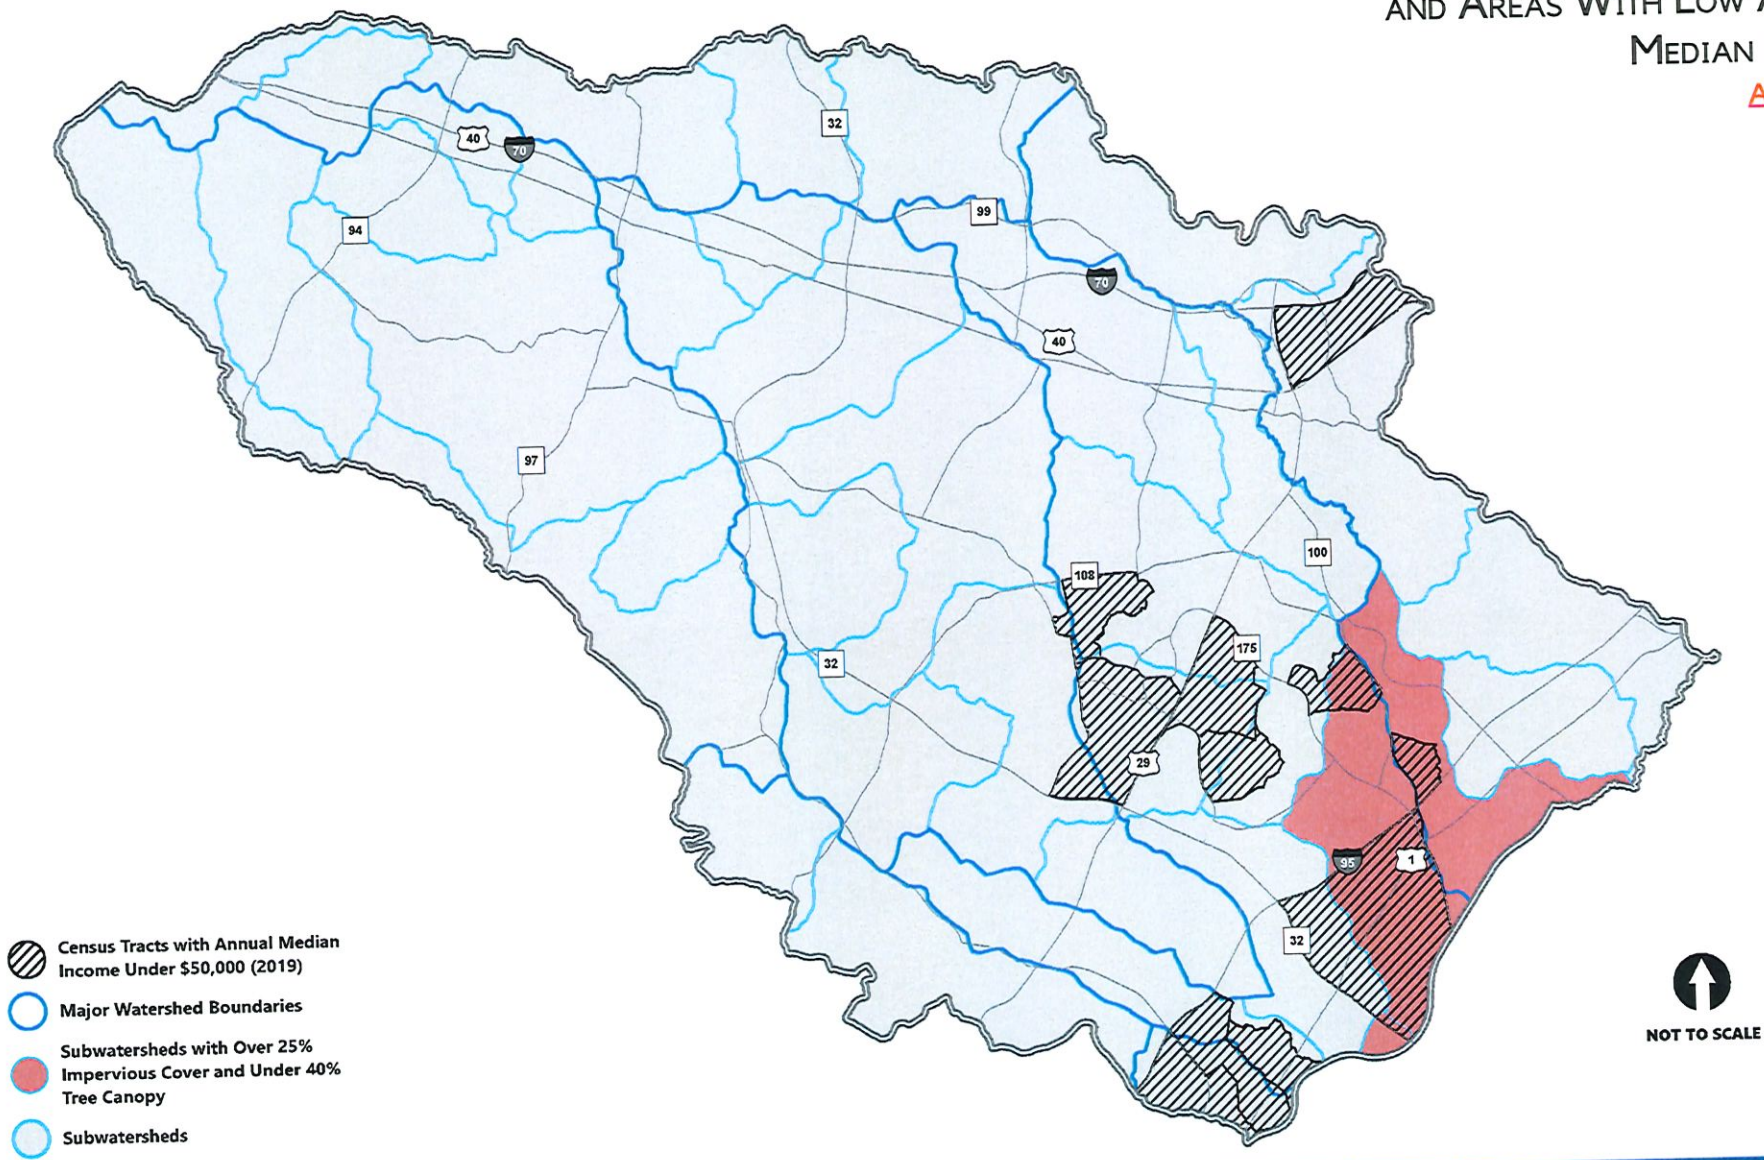 AND AREAS WITH LOW A
MEDIAN
A
32
40
70
99
94
70
40
97
100
108
175
32
29
95
1
32
Census Tracts with Annual Median
Income Under $50,000 (2019)
Major Watershed Boundaries
Subwatersheds with Over 25%
Impervious Cover and Under 40%
Tree Canopy
Subwatersheds
NOT TO SCALE